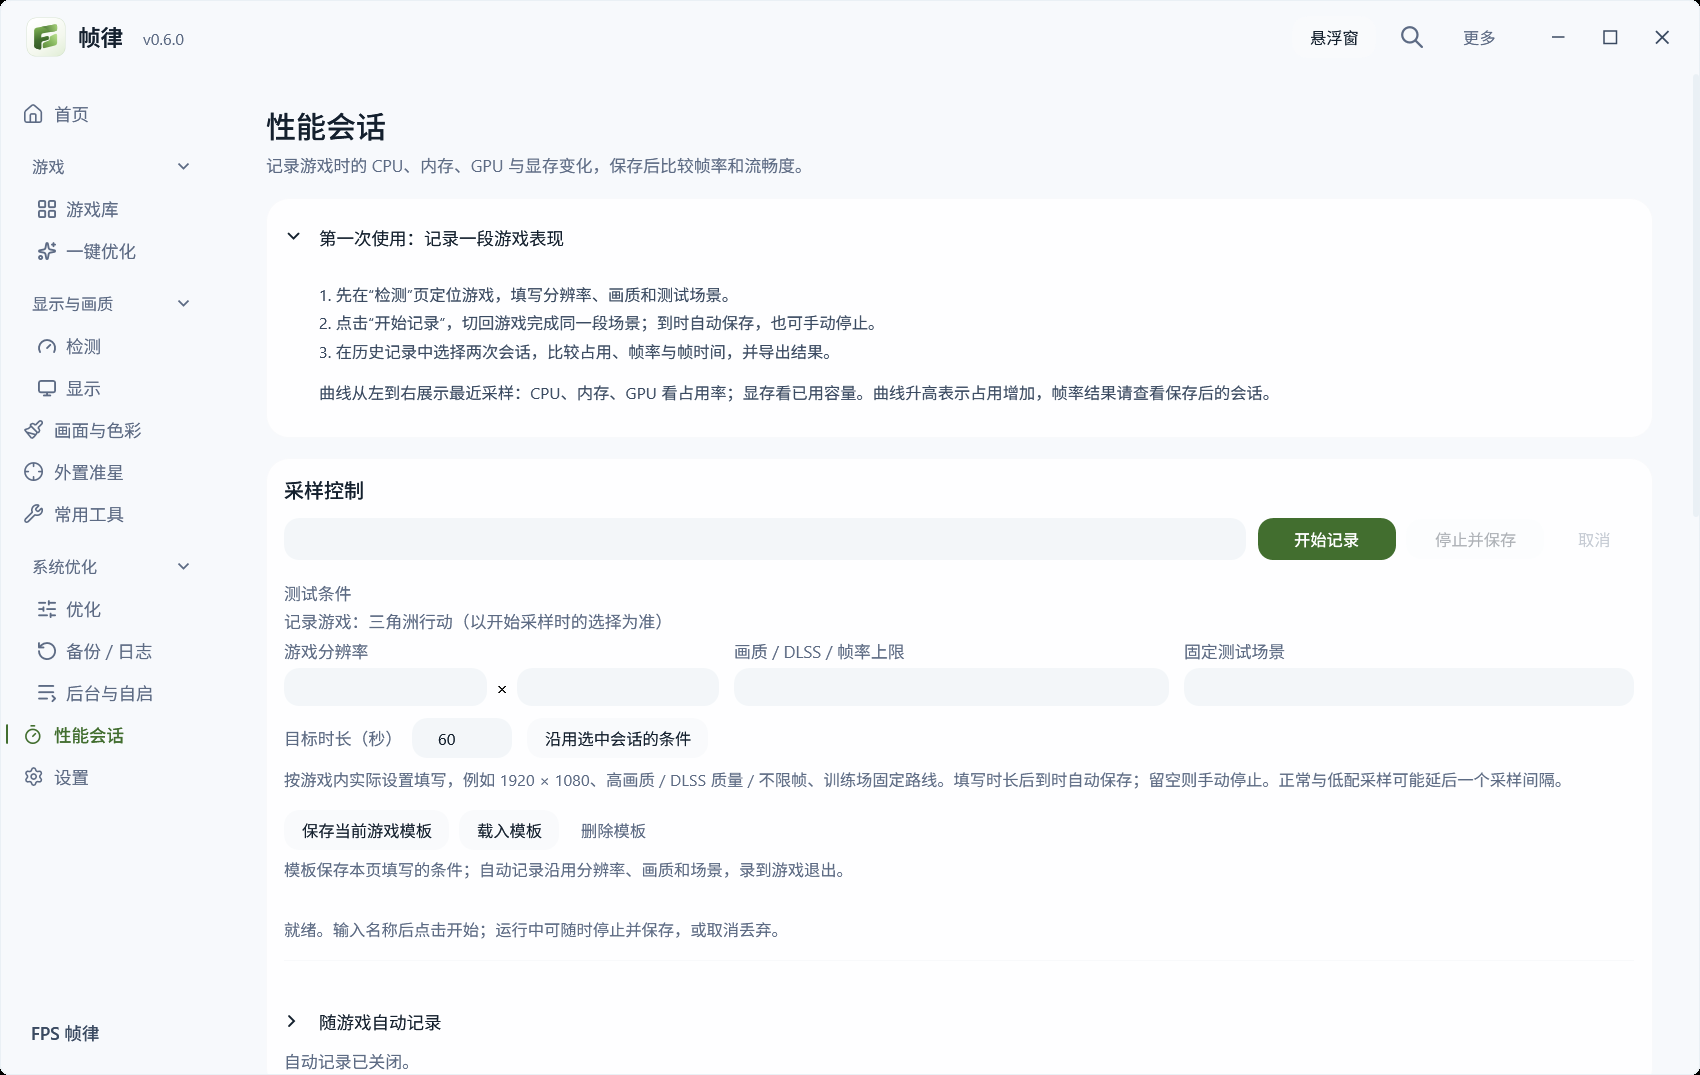 帧律 v0.6.0
悬浮窗
更多
首页
游戏
游戏库
一键优化
显示与画质
检测
显示
画面与色彩
外置准星
常用工具
系统优化
优化
备份 / 日志
后台与自启
性能会话
设置
FPS 帧律
性能会话
记录游戏时的 CPU、内存、GPU 与显存变化，保存后比较帧率和流畅度。
第一次使用：记录一段游戏表现
1. 先在“检测”页定位游戏，填写分辨率、画质和测试场景。
2. 点击“开始记录”，切回游戏完成同一段场景；到时自动保存，也可手动停止。
3. 在历史记录中选择两次会话，比较占用、帧率与帧时间，并导出结果。
曲线从左到右展示最近采样：CPU、内存、GPU 看占用率；显存看已用容量。曲线升高表示占用增加，帧率结果请查看保存后的会话。
采样控制
开始记录
停止并保存
取消
测试条件
记录游戏：三角洲行动（以开始采样时的选择为准）
游戏分辨率
画质 / DLSS / 帧率上限
固定测试场景
×
目标时长（秒）
60
沿用选中会话的条件
按游戏内实际设置填写，例如 1920 × 1080、高画质 / DLSS 质量 / 不限帧、训练场固定路线。填写时长后到时自动保存；留空则手动停止。正常与低配采样可能延后一个采样间隔。
保存当前游戏模板
载入模板
删除模板
模板保存本页填写的条件；自动记录沿用分辨率、画质和场景，录到游戏退出。
就绪。输入名称后点击开始；运行中可随时停止并保存，或取消丢弃。
随游戏自动记录
自动记录已关闭。